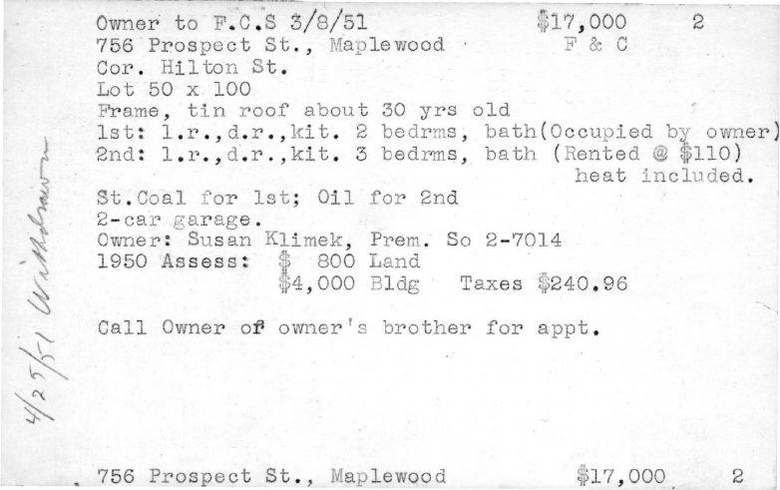 Owner to F.C.S 3/8/51 $17,000 2
756 Prospect St., Maplewood F & C
Cor. Hilton St.
Lot 50 x 100
Frame, tin roof about 30 yrs old
1st: l.r.,d.r.,kit. 2 bedrms, bath(Occupied by owner)
2nd: l.r.,d.r.,kit. 3 bedrms, bath (Rented @ $110)
heat included.
St.Coal for 1st; Oil for 2nd
2-car garage.
Owner: Susan Klimek, Prem. So 2-7014
1950 Assess: $ 800 Land
$4,000 Bldg Taxes $240.96
Call Owner of owner's brother for appt.
4/25/51 Withdrawn
756 Prospect St., Maplewood $17,000 2